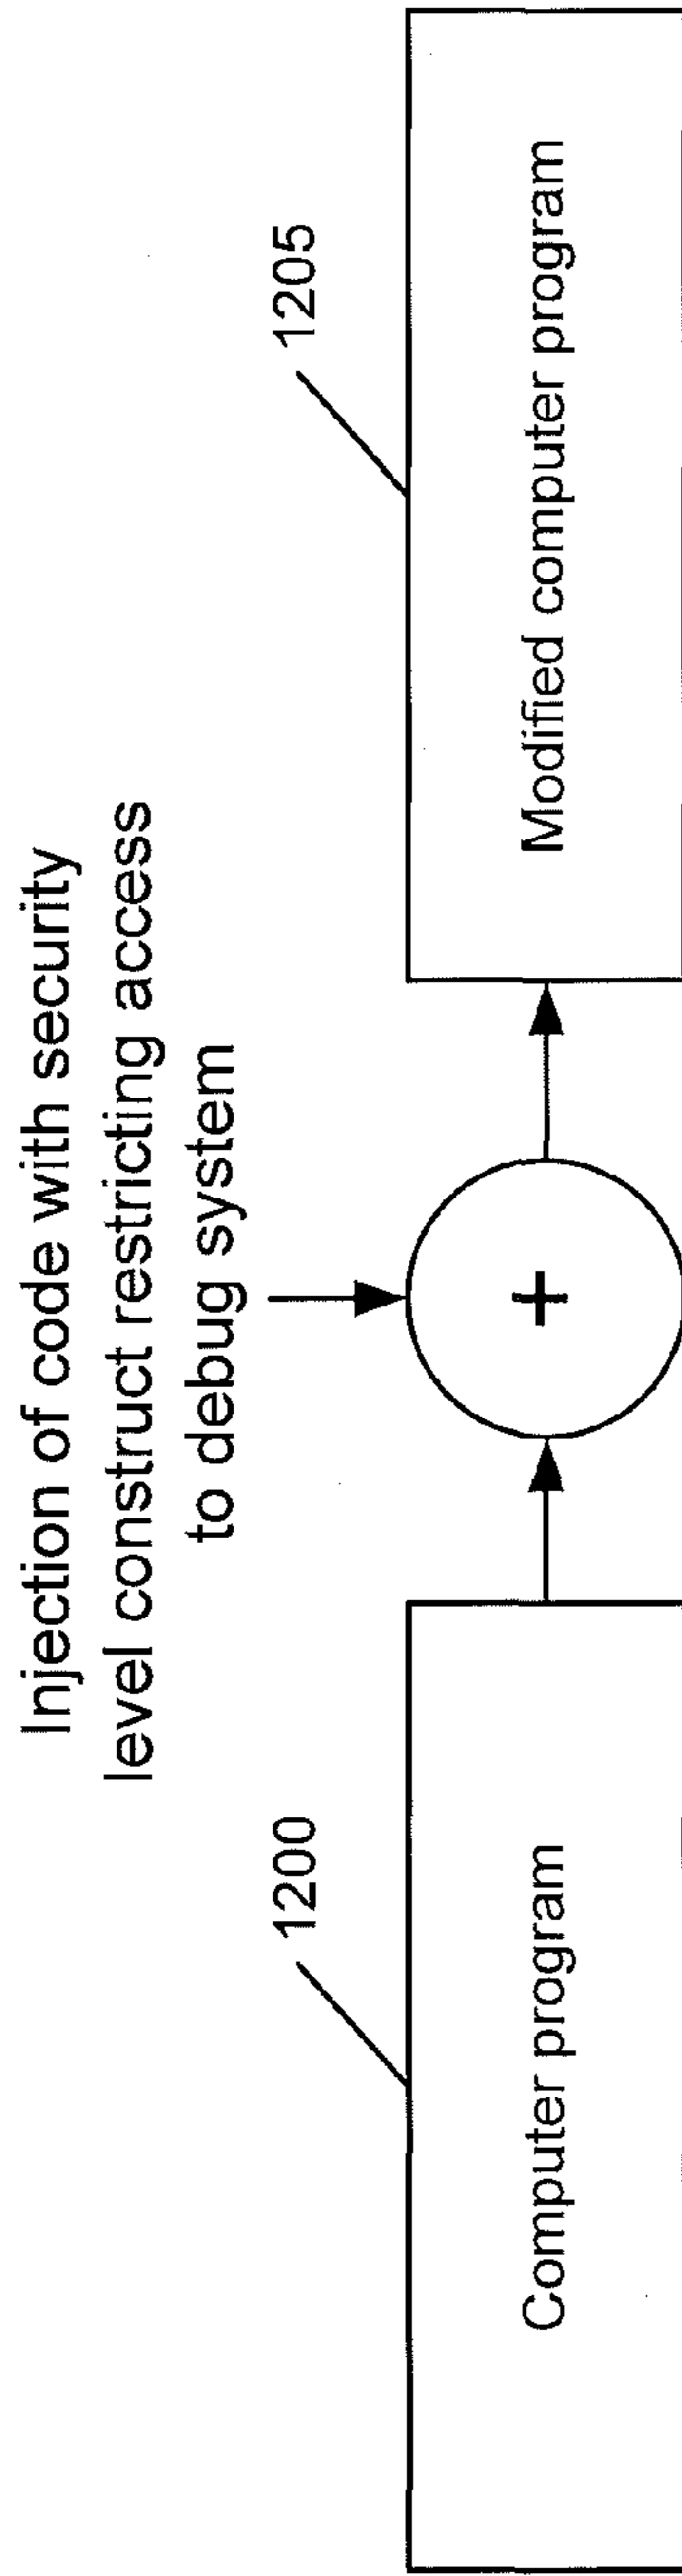 Injection of code with security
level construct restricting access
to debug system
1200
1205
Computer program
+
Modified computer program